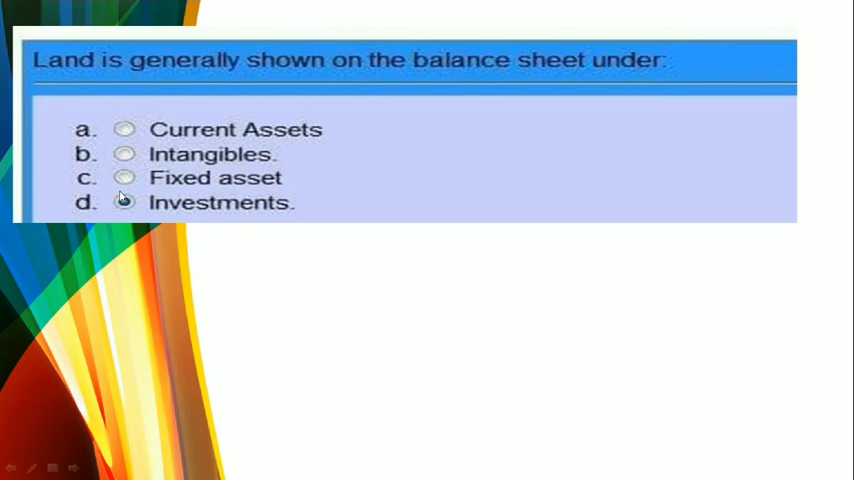 Land is generally shown on the balance sheet under:
a. Current Assets
b. Intangibles.
c. Fixed asset
d. Investments.